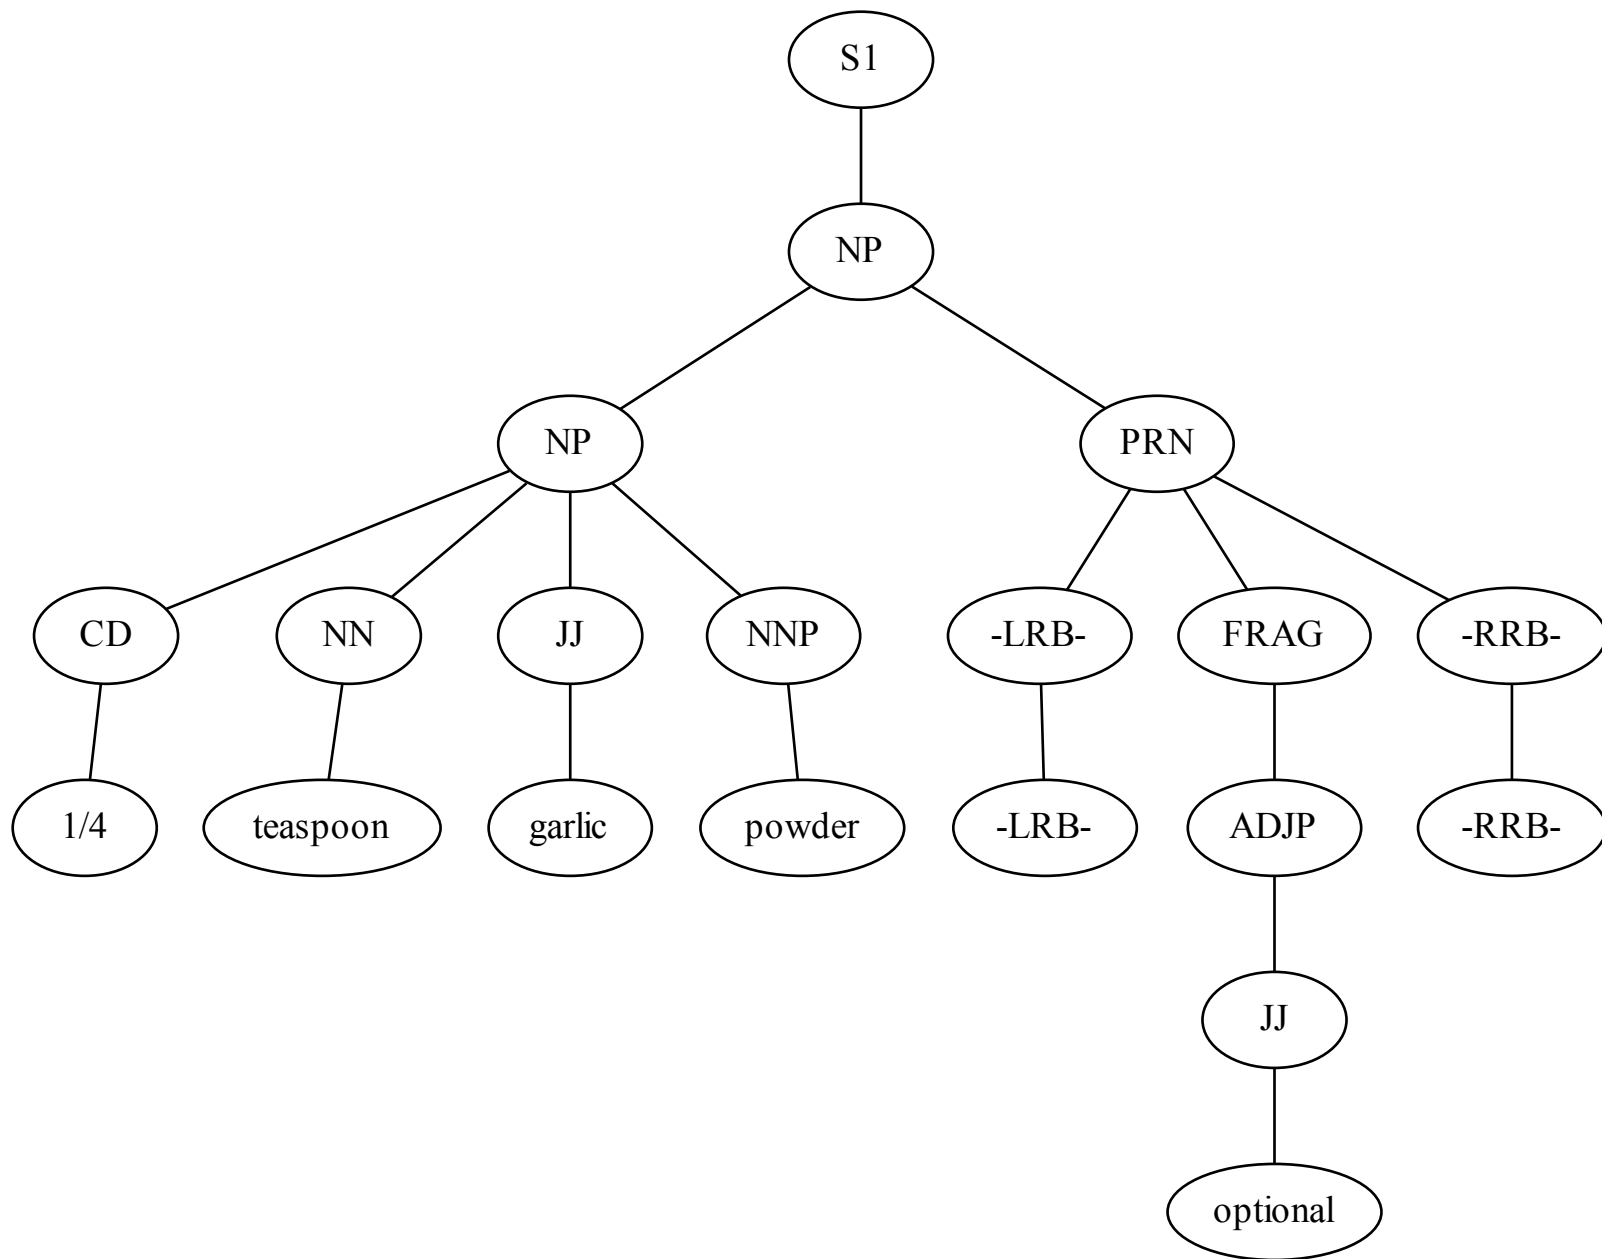 S1
NP
NP PRN
CD NN JJ NNP -LRB- FRAG -RRB-
1/4 teaspoon garlic powder -LRB- ADJP -RRB-
JJ
optional